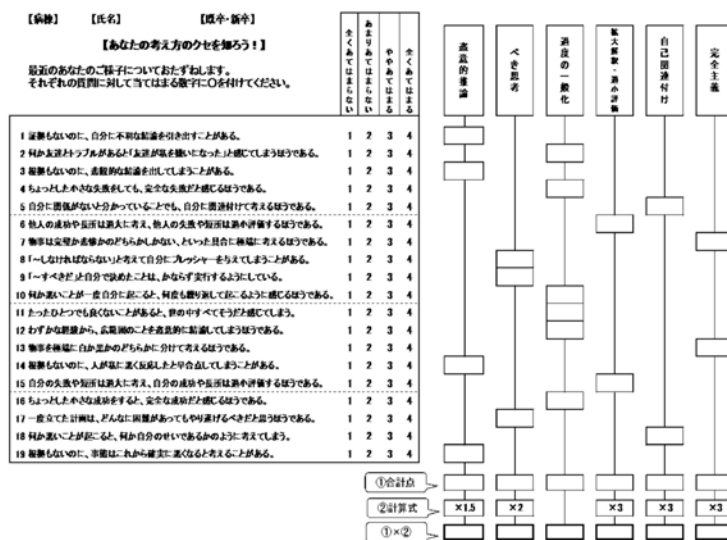 【病棟】 【氏名】 【既卒・新卒】
【あなたの考え方のクセを知ろう！】
最近のあなたのご様子についておたずねします。
それぞれの質問に対して当てはまる数字に○を付けてください。
全くあてはまらない
あまりあてはまらない
ややあてはまる
全くあてはまる
恣意的推論
べき思考
過度の一般化
拡大解釈・過小評価
自己関連付け
完全主義
1 証拠もないのに、自分に不利な結論を引き出すことがある。 1 2 3 4
2 何か友達とトラブルがあると「友達が私を嫌いになった」と感じてしまうほうである。 1 2 3 4
3 根拠もないのに、悲観的な結論を出してしまうことがある。 1 2 3 4
4 ちょっとした小さな失敗をしても、完全な失敗だと感じるほうである。 1 2 3 4
5 自分に関係がないと分かっていることでも、自分に関連付けて考えるほうである。 1 2 3 4
6 他人の成功や長所は過大に考え、他人の失敗や短所は過小評価するほうである。 1 2 3 4
7 物事は完璧か悲惨かのどちらかしかない、といった具合に極端に考えるほうである。 1 2 3 4
8 「～しなければならない」と考えて自分にプレッシャーを与えてしまうことがある。 1 2 3 4
9 「～すべきだ」と自分で決めたことは、かならず実行するようにしている。 1 2 3 4
10 何か悪いことが一度自分に起こると、何度も繰り返して起こるように感じるほうである。 1 2 3 4
11 たったひとつでも良くないことがあると、世の中すべてそうだと感じてしまう。 1 2 3 4
12 わずかな経験から、広範囲のことを恣意的に結論してしまうほうである。 1 2 3 4
13 物事を極端に白か黒かのどちらかに分けて考えるほうである。 1 2 3 4
14 根拠もないのに、人が私に悪く反応したと早合点してしまうことがある。 1 2 3 4
15 自分の失敗や短所は過大に考え、自分の成功や長所は過小評価するほうである。 1 2 3 4
16 ちょっとした小さな成功をすると、完全な成功だと感じるほうである。 1 2 3 4
17 一度立てた計画は、どんなに困難があってもやり遂げるべきだと思うほうである。 1 2 3 4
18 何か悪いことが起こると、何か自分のせいであるかのように考えてしまう。 1 2 3 4
19 根拠もないのに、事態はこれから確実に悪くなると考えることがある。 1 2 3 4
①合計点
②計算式 ×1.5 ×2 ×3 ×3 ×3
①×②